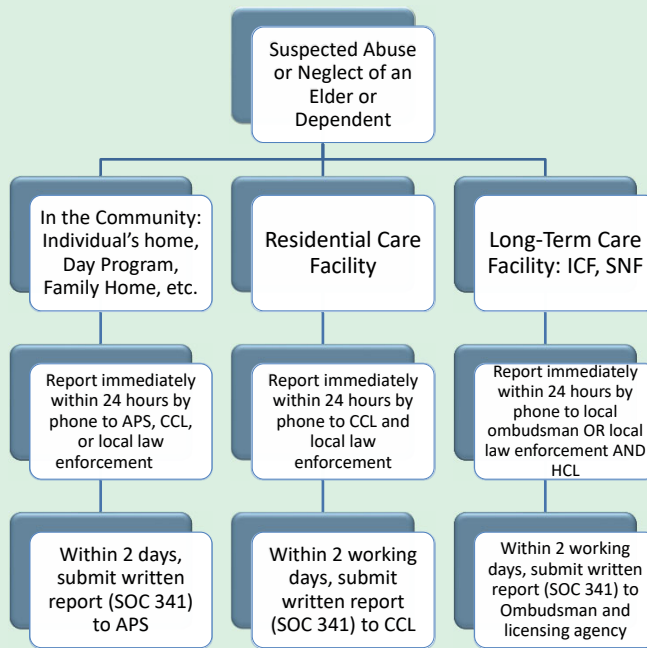 Suspected Abuse
or Neglect of an
Elder or
Dependent
In the Community:
Individual's home,
Day Program,
Family Home, etc.
Residential Care
Facility
Long-Term Care
Facility: ICF, SNF
Report immediately
within 24 hours by
phone to APS, CCL,
or local law
enforcement
Report immediately
within 24 hours by
phone to CCL and
local law
enforcement
Report immediately
within 24 hours by
phone to local
ombudsman OR local
law enforcement AND
HCL
Within 2 days,
submit written
report (SOC 341)
to APS
Within 2 working
days, submit
written report
(SOC 341) to CCL
Within 2 working
days, submit written
report (SOC 341) to
Ombudsman and
licensing agency